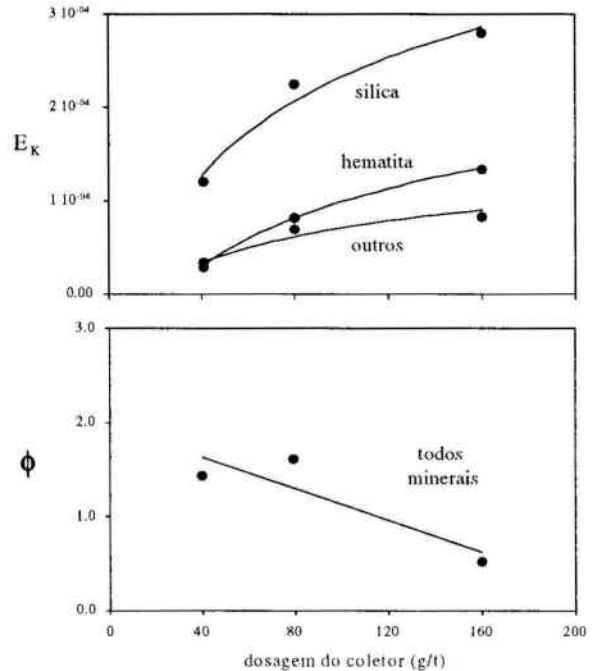 3 10⁻⁰⁴
2 10⁻⁰⁴
E_K
1 10⁻⁰⁴
0.00
silica
hematita
outros
3.0
2.0
ϕ
1.0
0.0
todos
minerais
0 40 80 120 160 200
dosagem do coletor (g/t)